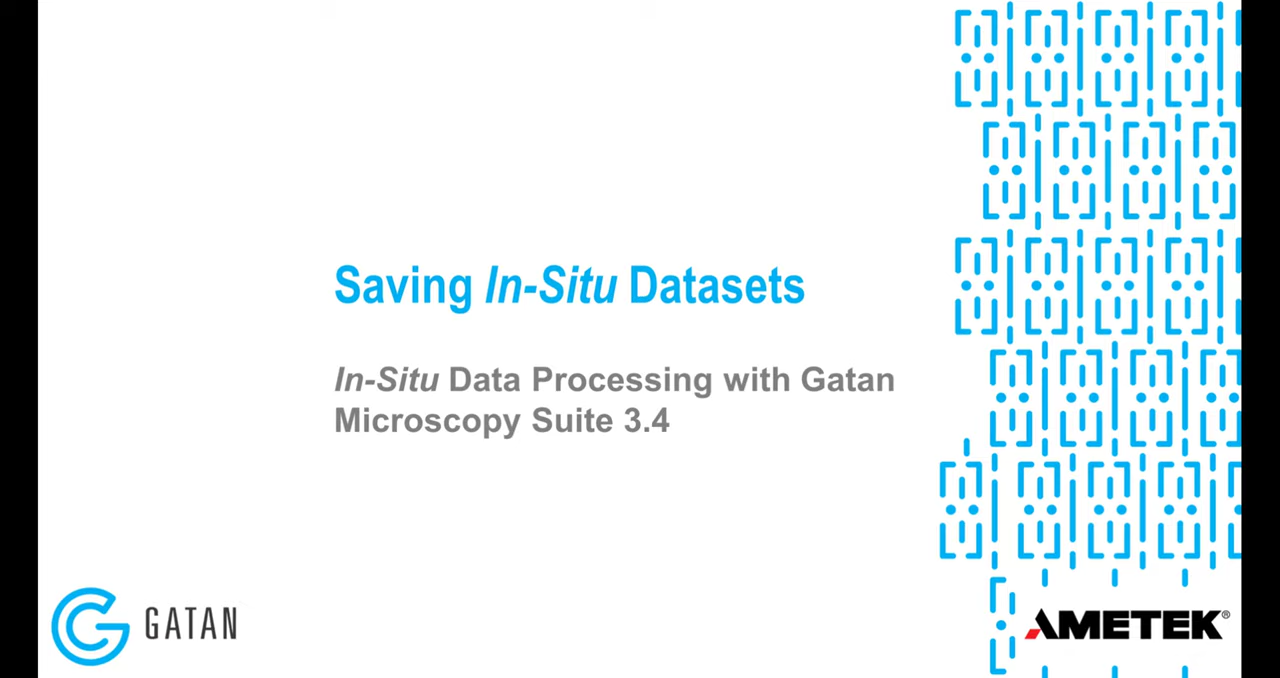 Saving In-Situ Datasets
In-Situ Data Processing with Gatan
Microscopy Suite 3.4
GATAN
AMETEK®